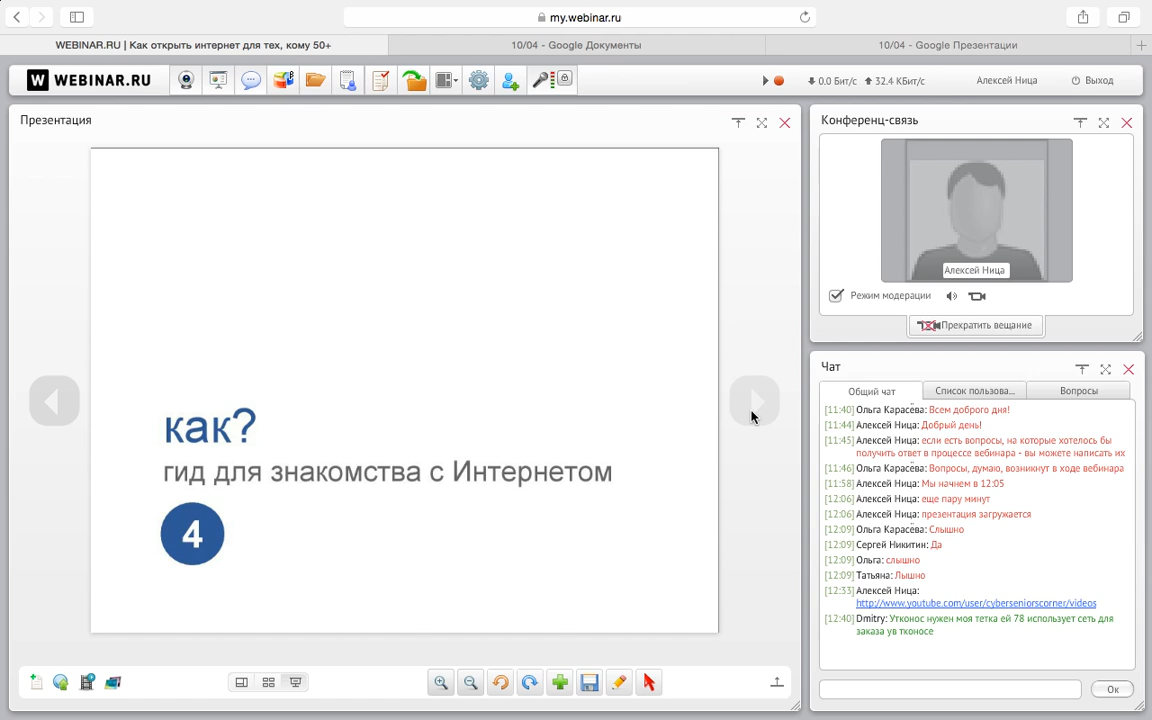 my.webinar.ru
WEBINAR.RU | Как открыть интернет для тех, кому 50+
10/04 - Google Документы
10/04 - Google Презентации
W WEBINAR.RU
0.0 Бит/с 32.4 КБит/с
Алексей Ница
Выход
Презентация
как?
гид для знакомства с Интернетом
4
Конференц-связь
Алексей Ница
Режим модерации
Прекратить вещание
Чат
Общий чат
Список пользова...
Вопросы
[11:40] Ольга Карасёва: Всем доброго дня!
[11:44] Алексей Ница: Добрый день!
[11:45] Алексей Ница: если есть вопросы, на которые хотелось бы
получить ответ в процессе вебинара - вы можете написать их
[11:46] Ольга Карасёва: Вопросы, думаю, возникнут в ходе вебинара
[11:58] Алексей Ница: Мы начнем в 12:05
[12:06] Алексей Ница: еще пару минут
[12:06] Алексей Ница: презентация загружается
[12:09] Ольга Карасёва: Слышно
[12:09] Сергей Никитин: Да
[12:09] Ольга: слышно
[12:09] Татьяна: Лышно
[12:33] Алексей Ница:
http://www.youtube.com/user/cyberseniorscorner/videos
[12:40] Dmitry: Утконос нужен моя тетка ей 78 использует сеть для
заказа ув тконосе
Ок